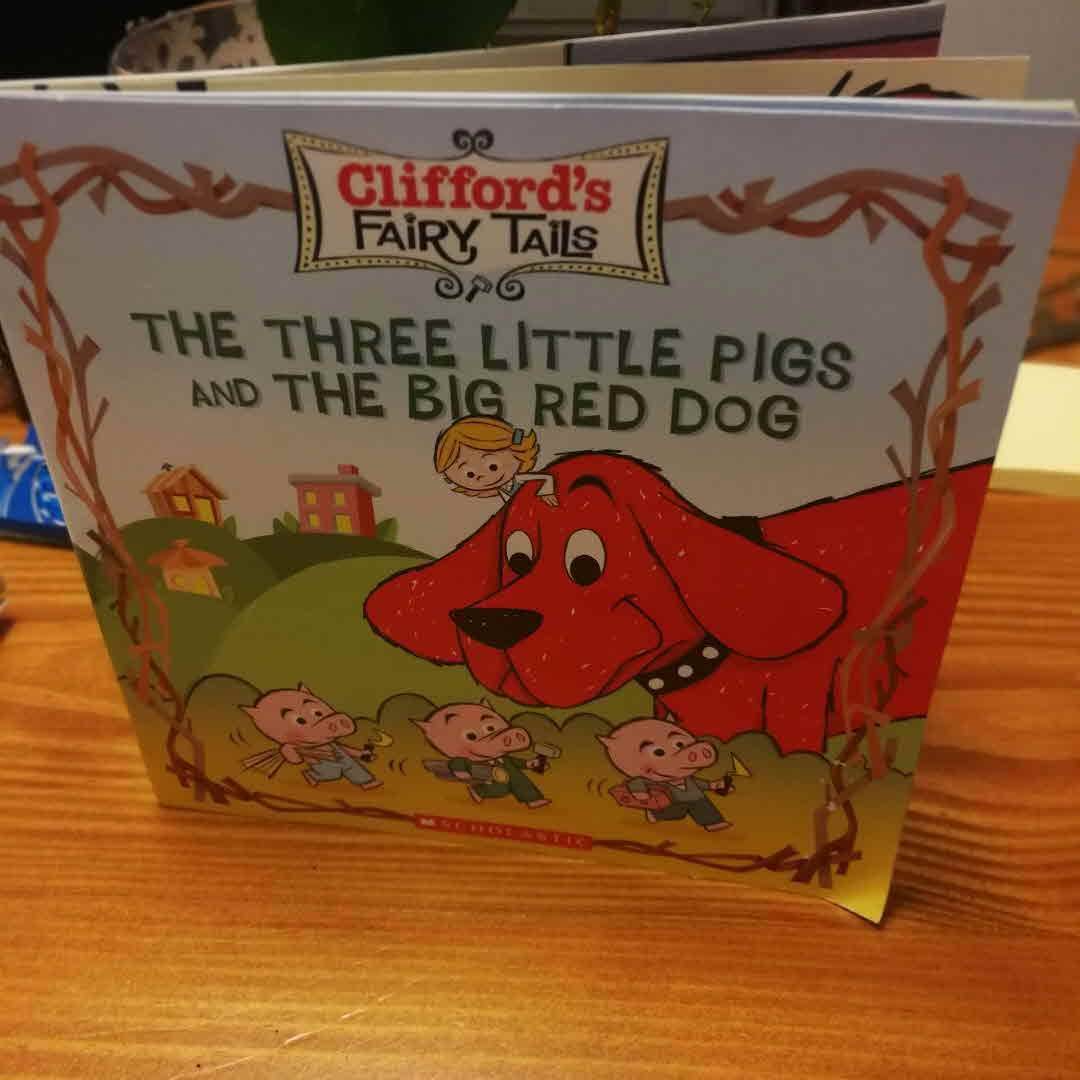 Clifford's
FAIRY TAILS
THE THREE LITTLE PIGS
AND THE BIG RED DOG
SCHOLASTIC